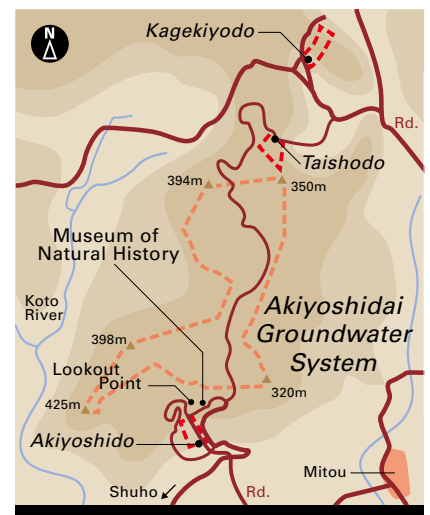 N
Kagekiyodo
Rd.
Taishodo
394m
350m
Museum of
Natural History
Koto
River
Akiyoshidai
Groundwater
System
398m
Lookout
Point
320m
425m
Akiyoshido
Mitou
Shuho
Rd.